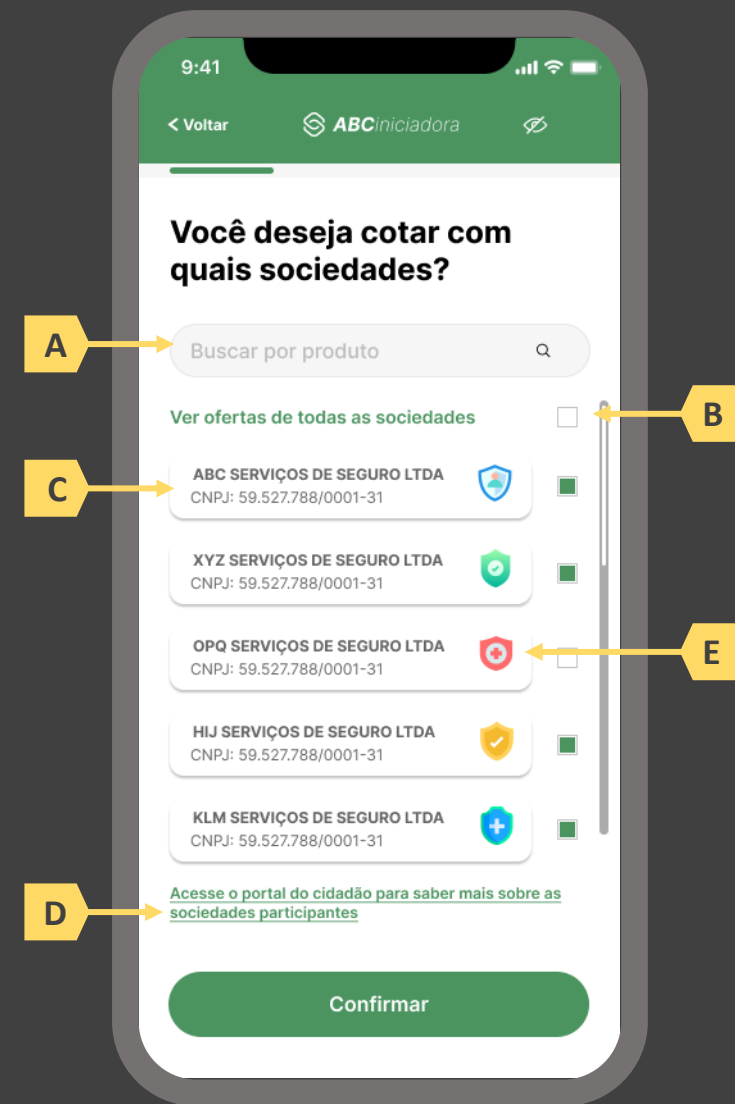 9:41
< Voltar
ABCiniciadora
Você deseja cotar com
quais sociedades?
A
Buscar por produto
Ver ofertas de todas as sociedades
B
C
ABC SERVIÇOS DE SEGURO LTDA
CNPJ: 59.527.788/0001-31
XYZ SERVIÇOS DE SEGURO LTDA
CNPJ: 59.527.788/0001-31
OPQ SERVIÇOS DE SEGURO LTDA
CNPJ: 59.527.788/0001-31
E
HIJ SERVIÇOS DE SEGURO LTDA
CNPJ: 59.527.788/0001-31
KLM SERVIÇOS DE SEGURO LTDA
CNPJ: 59.527.788/0001-31
D
Acesse o portal do cidadão para saber mais sobre as
sociedades participantes
Confirmar